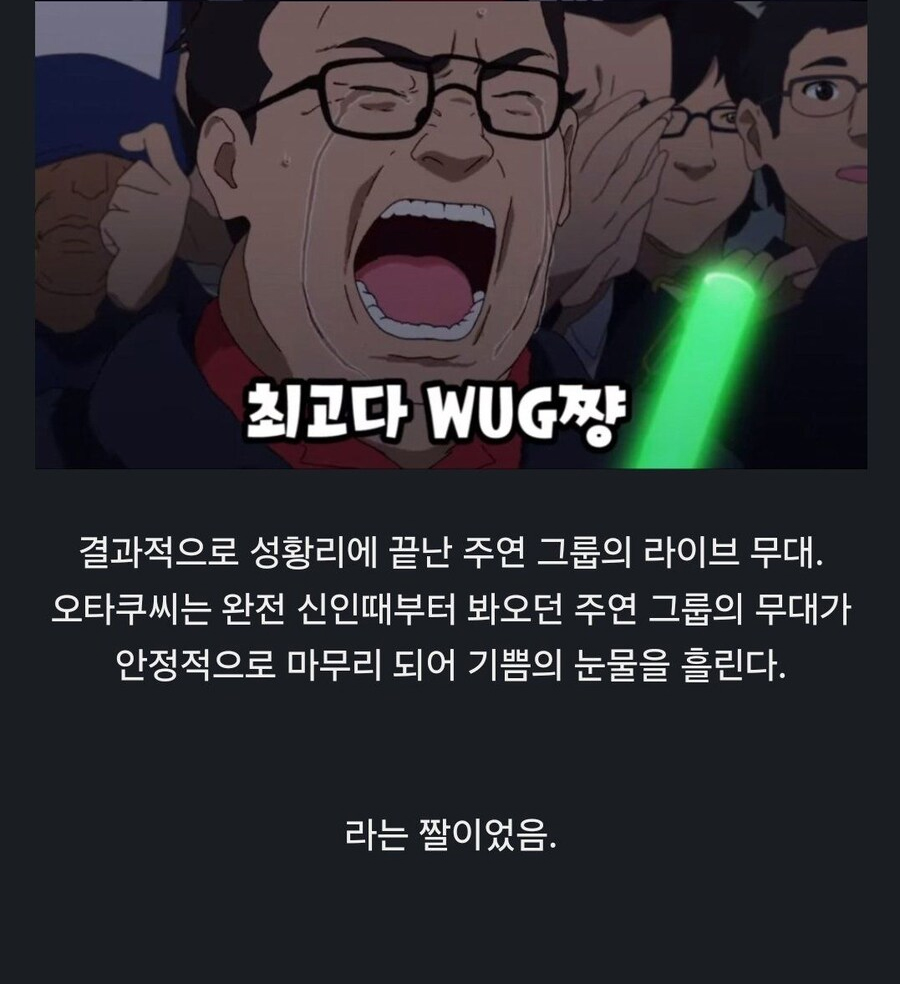 최고다 WUG쨩
결과적으로 성황리에 끝난 주연 그룹의 라이브 무대.
오타쿠씨는 완전 신인때부터 봐오던 주연 그룹의 무대가
안정적으로 마무리 되어 기쁨의 눈물을 흘린다.
라는 짤이었음.